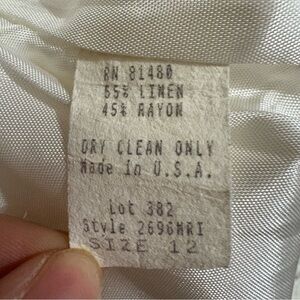 RN 81480
55% LINEN
45% RAYON
DRY CLEAN ONLY
Made In U.S.A.
Lot 382
Style 2696MRI
SIZE 12